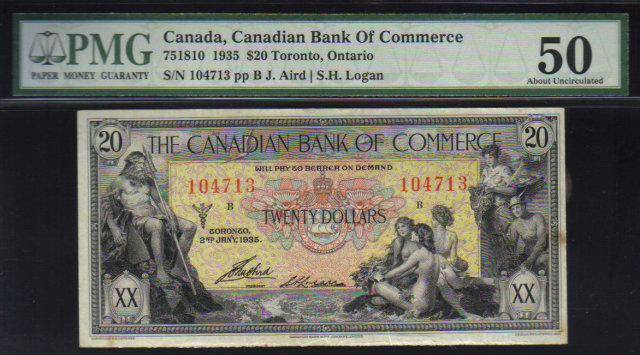 PMG
PAPER MONEY GUARANTY
Canada, Canadian Bank Of Commerce
751810 1935 $20 Toronto, Ontario
S/N 104713 pp B J. Aird | S.H. Logan
50
About Uncirculated
20
20
THE CANADIAN BANK OF COMMERCE
WILL PAY TO BEARER ON DEMAND
104713
104713
B
B
TWENTY DOLLARS
TORONTO,
2ND JAN'Y. 1935.
PRESIDENT
XX
XX